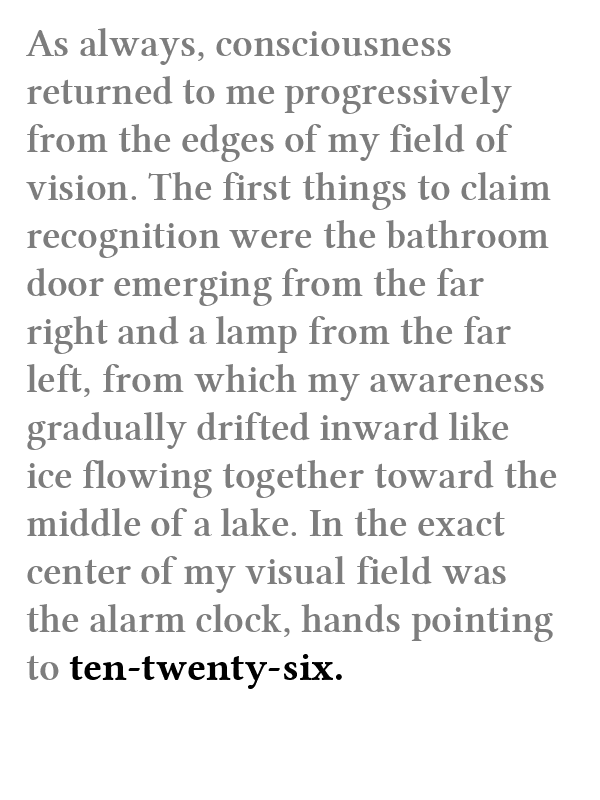 As always, consciousness
returned to me progressively
from the edges of my field of
vision. The first things to claim
recognition were the bathroom
door emerging from the far
right and a lamp from the far
left, from which my awareness
gradually drifted inward like
ice flowing together toward the
middle of a lake. In the exact
center of my visual field was
the alarm clock, hands pointing
to ten-twenty-six.